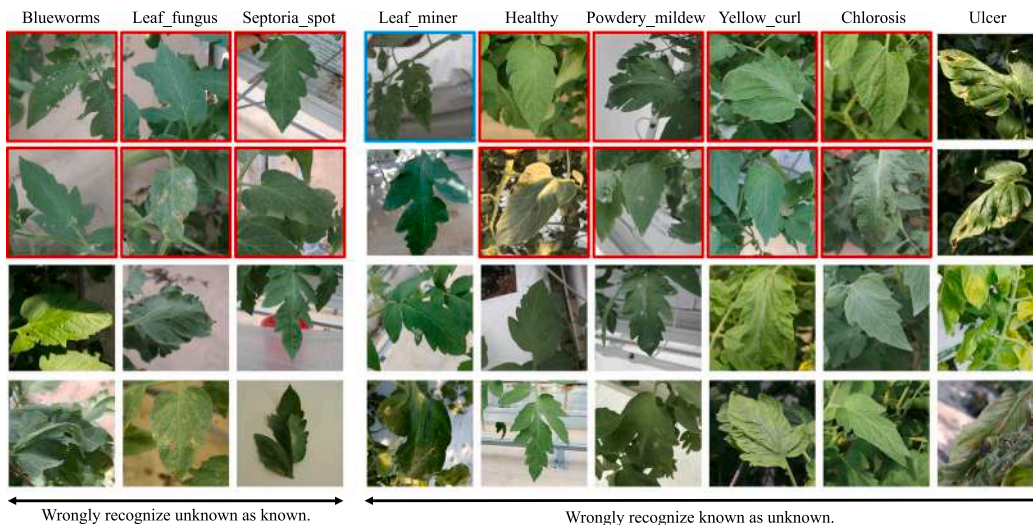 Blueworms Leaf_fungus Septoria_spot Leaf_miner Healthy Powdery_mildew Yellow_curl Chlorosis Ulcer
Wrongly recognize unknown as known. Wrongly recognize known as unknown.